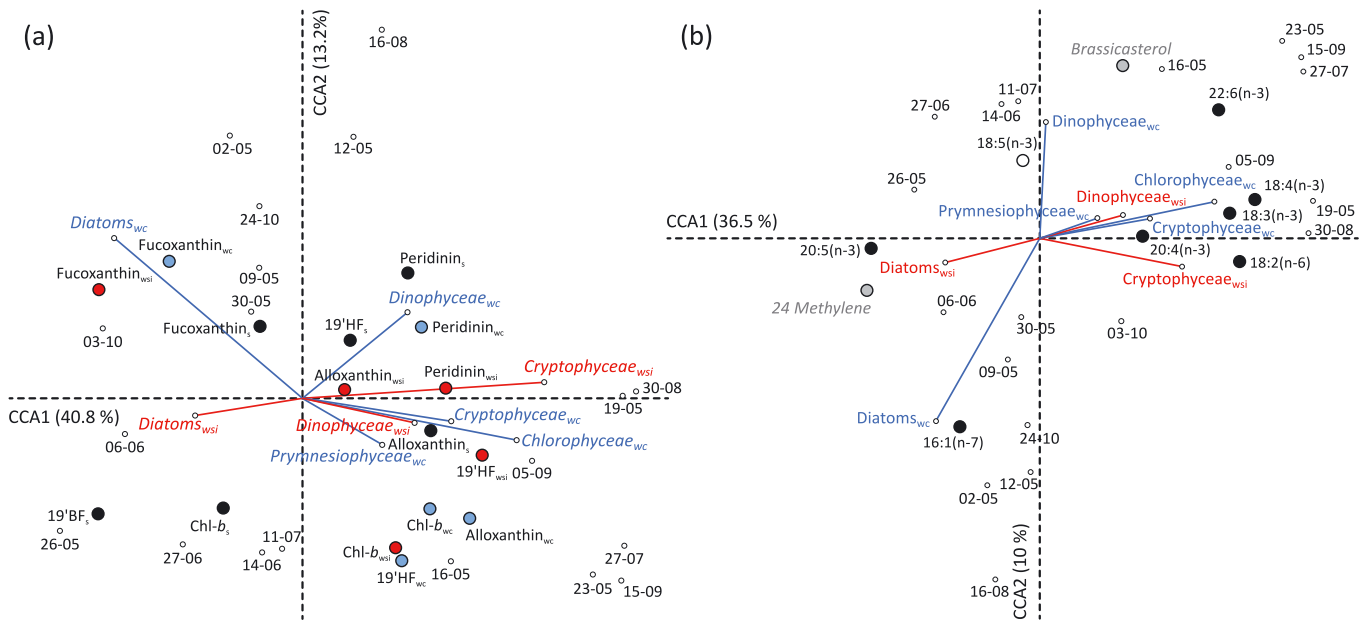 (a)
CCA2 (13.2%)
16-08
02-05
12-05
24-10
Diatomswc
Fucoxanthinwc
Fucoxanthinwsi
09-05
30-05
Fucoxanthins
03-10
Peridinins
Dinophyceaewc
19'HFs
Peridininwc
Alloxanthinwsi
Peridininwsi
Cryptophyceaewsi
30-08
19-05
CCA1 (40.8 %)
Diatomswsi
06-06
Dinophyceaewsi
Cryptophyceaewc
Chlorophyceaewc
Alloxanthins
Prymnesiophyceaewc
19'HFwsi
05-09
19'BFs
26-05
Chl-bs
27-06
14-06
11-07
Chl-bwc
Alloxanthinwc
Chl-bwsi
19'HFwc
16-05
27-07
23-05
15-09
(b)
Brassicasterol
16-05
23-05
15-09
27-07
22:6(n-3)
11-07
27-06
14-06
Dinophyceaewc
18:5(n-3)
26-05
05-09
Chlorophyceaewc
18:4(n-3)
Dinophyceaewsi
19-05
Prymnesiophyceaewc
18:3(n-3)
Cryptophyceaewc
30-08
CCA1 (36.5 %)
20:5(n-3)
20:4(n-3)
18:2(n-6)
Diatomswsi
Cryptophyceaewsi
24 Methylene
06-06
30-05
03-10
09-05
Diatomswc
16:1(n-7)
24-10
12-05
02-05
CCA2 (10 %)
16-08